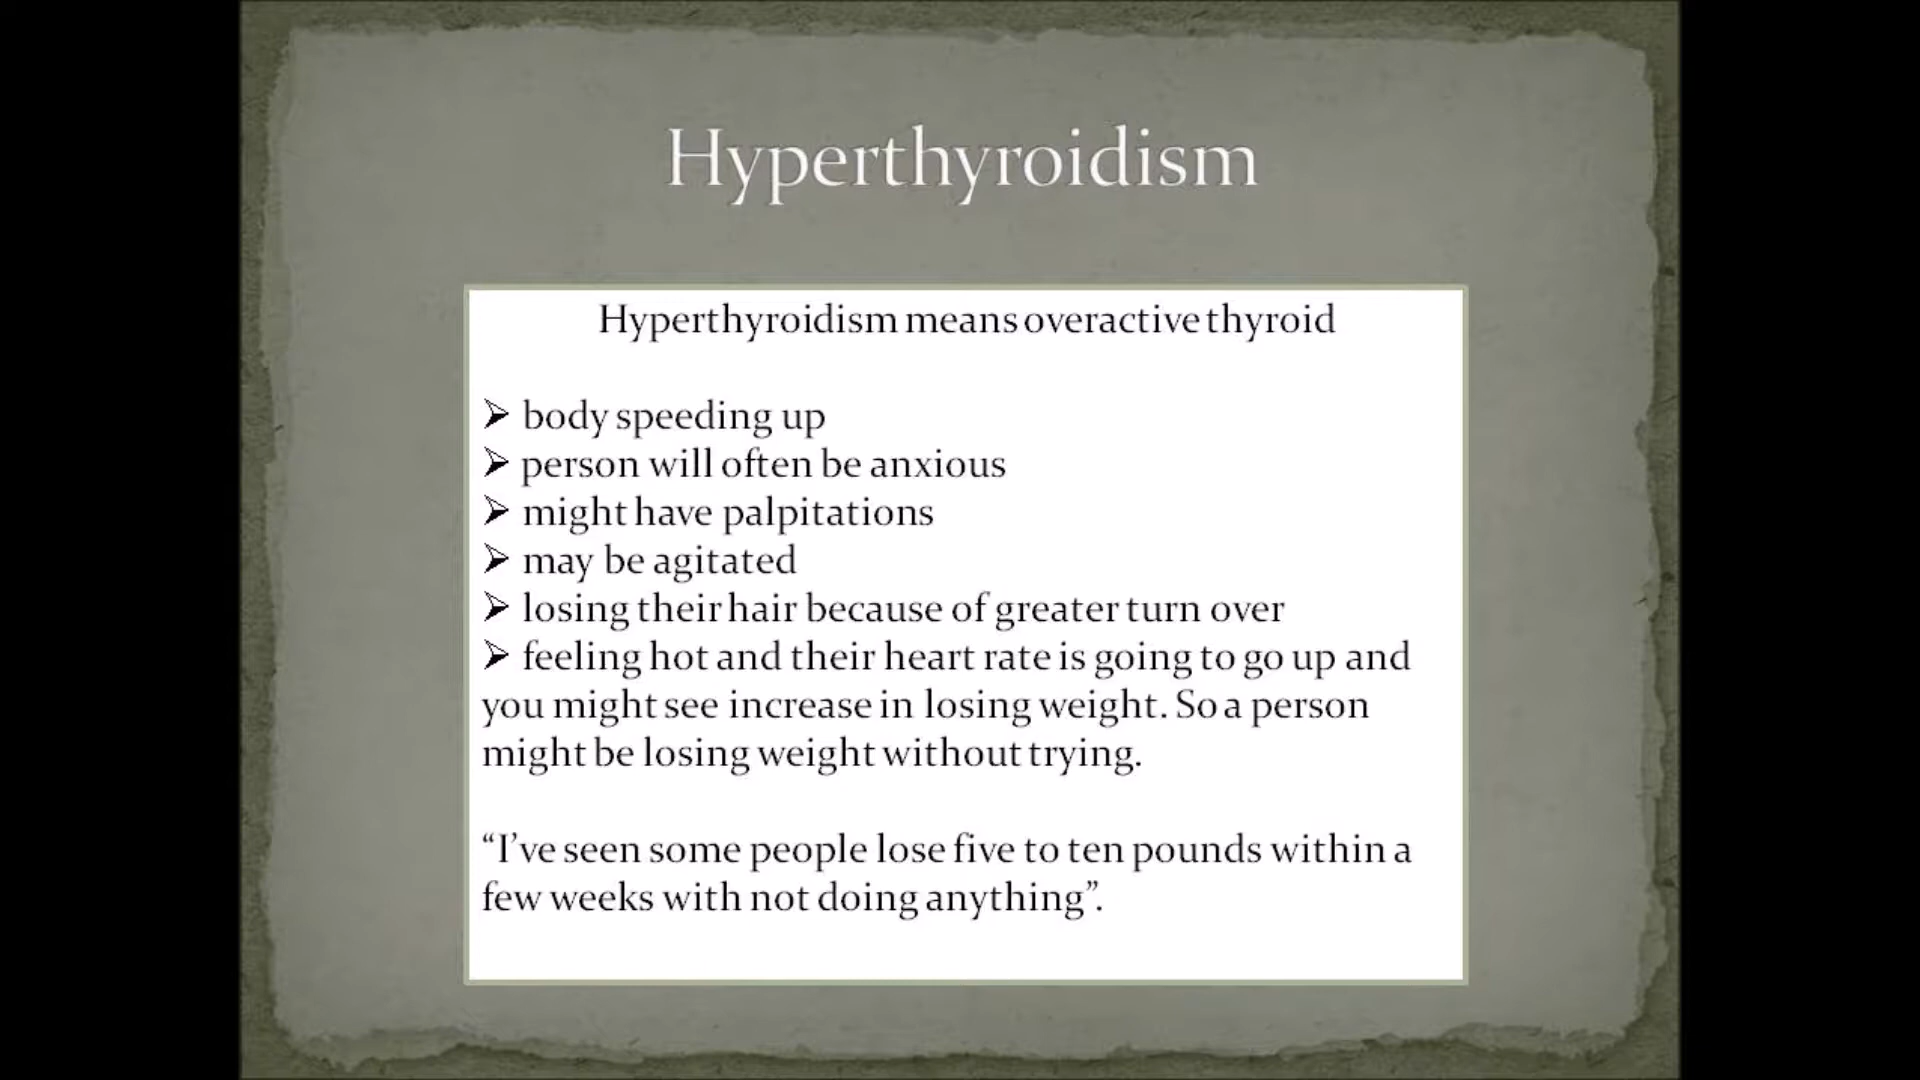 Hyperthyroidism
Hyperthyroidism means overactive thyroid
➢ body speeding up
➢ person will often be anxious
➢ might have palpitations
➢ may be agitated
➢ losing their hair because of greater turn over
➢ feeling hot and their heart rate is going to go up and
you might see increase in losing weight. So a person
might be losing weight without trying.
“I’ve seen some people lose five to ten pounds within a
few weeks with not doing anything”.